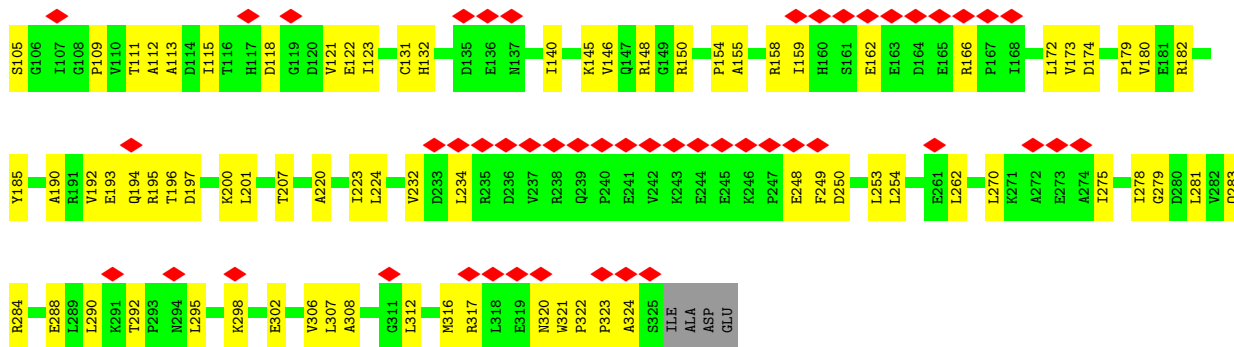 S105 G106 I107 G108 P109 V110 T111 A112 A113 D114 I115 T116 H117 D118 G119 D120 V121 E122 I123 C131 H132 D135 E136 N137 I140 K145 V146 Q147 R148 G149 R150 P154 A155 R158 I159 H160 S161 E162 E163 D164 E165 R166 P167 I168 L172 V173 D174 P179 V180 E181 R182
Y185 A190 R191 V192 E193 Q194 R195 T196 D197 K200 L201 T207 A220 I223 L224 V232 D233 L234 R235 D236 V237 R238 Q239 P240 E241 V242 K243 E244 E245 K246 P247 E248 F249 D250 L253 L254 E261 L262 L270 K271 A272 E273 A274 I275 I278 G279 D280 L281 V282 Q283
R284 E288 L289 L290 K291 T292 P293 N294 L295 K298 E302 V306 L307 A308 G311 L312 M316 R317 L318 E319 N320 W321 P322 P323 A324 S325 ILE ALA ASP GLU